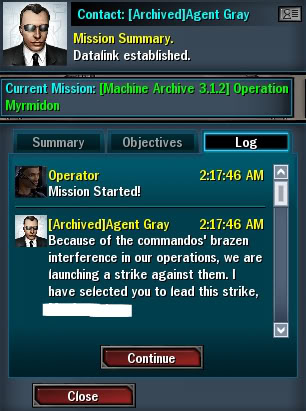 Contact: [Archived]Agent Gray
Mission Summary.
Datalink established.
Current Mission: [Machine Archive 3.1.2] Operation
Myrmidon
Summary
Objectives
Log
Operator 2:17:46 AM
Mission Started!
[Archived]Agent Gray 2:17:46 AM
Because of the commandos' brazen
interference in our operations, we are
launching a strike against them. I
have selected you to lead this strike,
Continue
Close